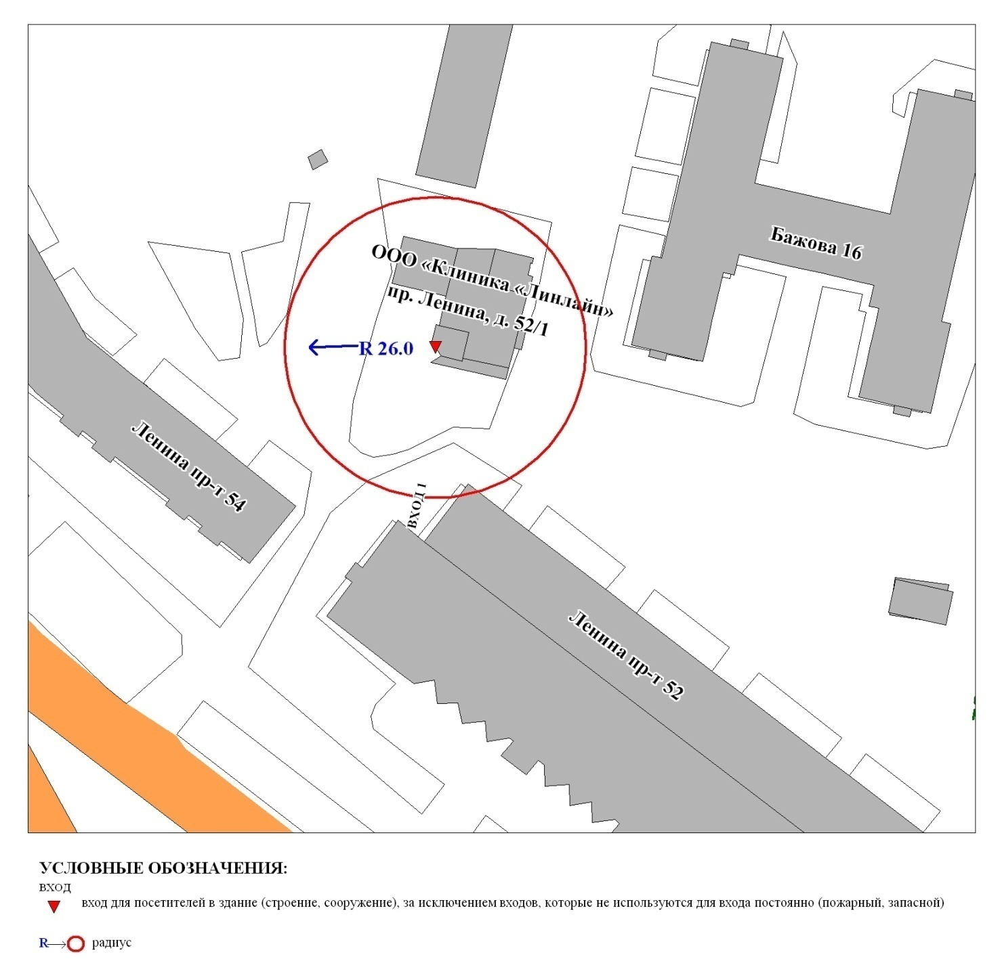 Бажова 16
ООО «Клиника «Линлайн»
пр. Ленина, д. 52/1
R 26.0
Ленина пр-т 54
ВХОД 1
Ленина пр-т 52
УСЛОВНЫЕ ОБОЗНАЧЕНИЯ:
ВХОД
вход для посетителей в здание (строение, сооружение), за исключением входов, которые не используются для входа постоянно (пожарный, запасной)
R
радиус